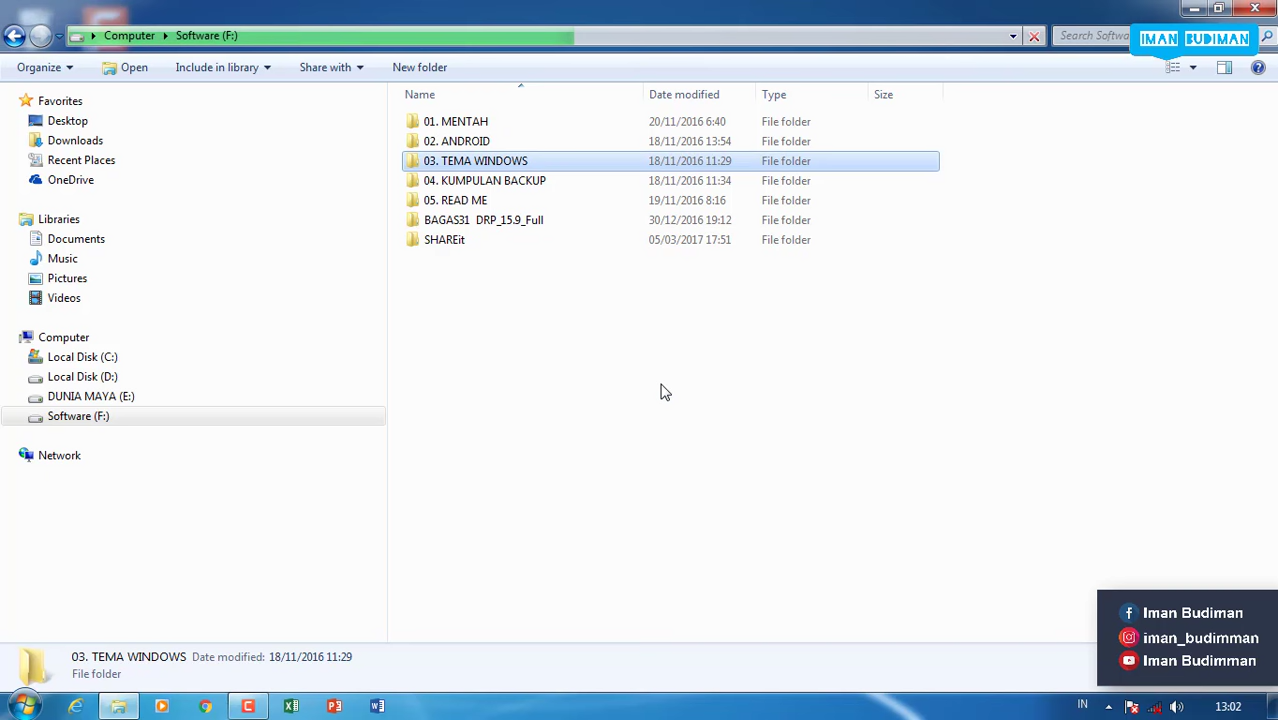 Computer Software (F:)
Search Softwa
IMAN BUDIMAN
Organize Open Include in library Share with New folder
Name Date modified Type Size
Favorites
Desktop
Downloads
Recent Places
OneDrive
Libraries
Documents
Music
Pictures
Videos
Computer
Local Disk (C:)
Local Disk (D:)
DUNIA MAYA (E:)
Software (F:)
Network
01. MENTAH 20/11/2016 6:40 File folder
02. ANDROID 18/11/2016 13:54 File folder
03. TEMA WINDOWS 18/11/2016 11:29 File folder
04. KUMPULAN BACKUP 18/11/2016 11:34 File folder
05. READ ME 19/11/2016 8:16 File folder
BAGAS31 DRP_15.9_Full 30/12/2016 19:12 File folder
SHAREit 05/03/2017 17:51 File folder
Iman Budiman
iman_budimman
Iman Budimman
03. TEMA WINDOWS Date modified: 18/11/2016 11:29
File folder
IN 13:02